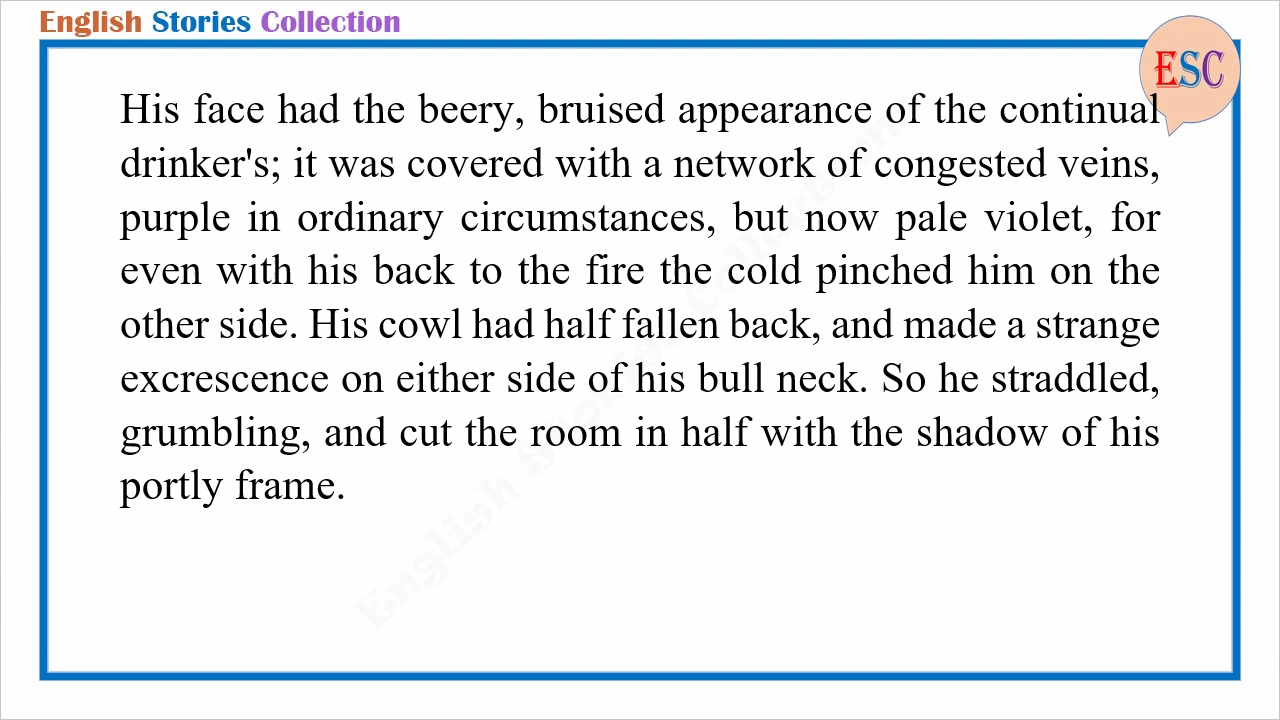 English Stories Collection
ESC
His face had the beery, bruised appearance of the continual
drinker's; it was covered with a network of congested veins,
purple in ordinary circumstances, but now pale violet, for
even with his back to the fire the cold pinched him on the
other side. His cowl had half fallen back, and made a strange
excrescence on either side of his bull neck. So he straddled,
grumbling, and cut the room in half with the shadow of his
portly frame.
English Stories Collection